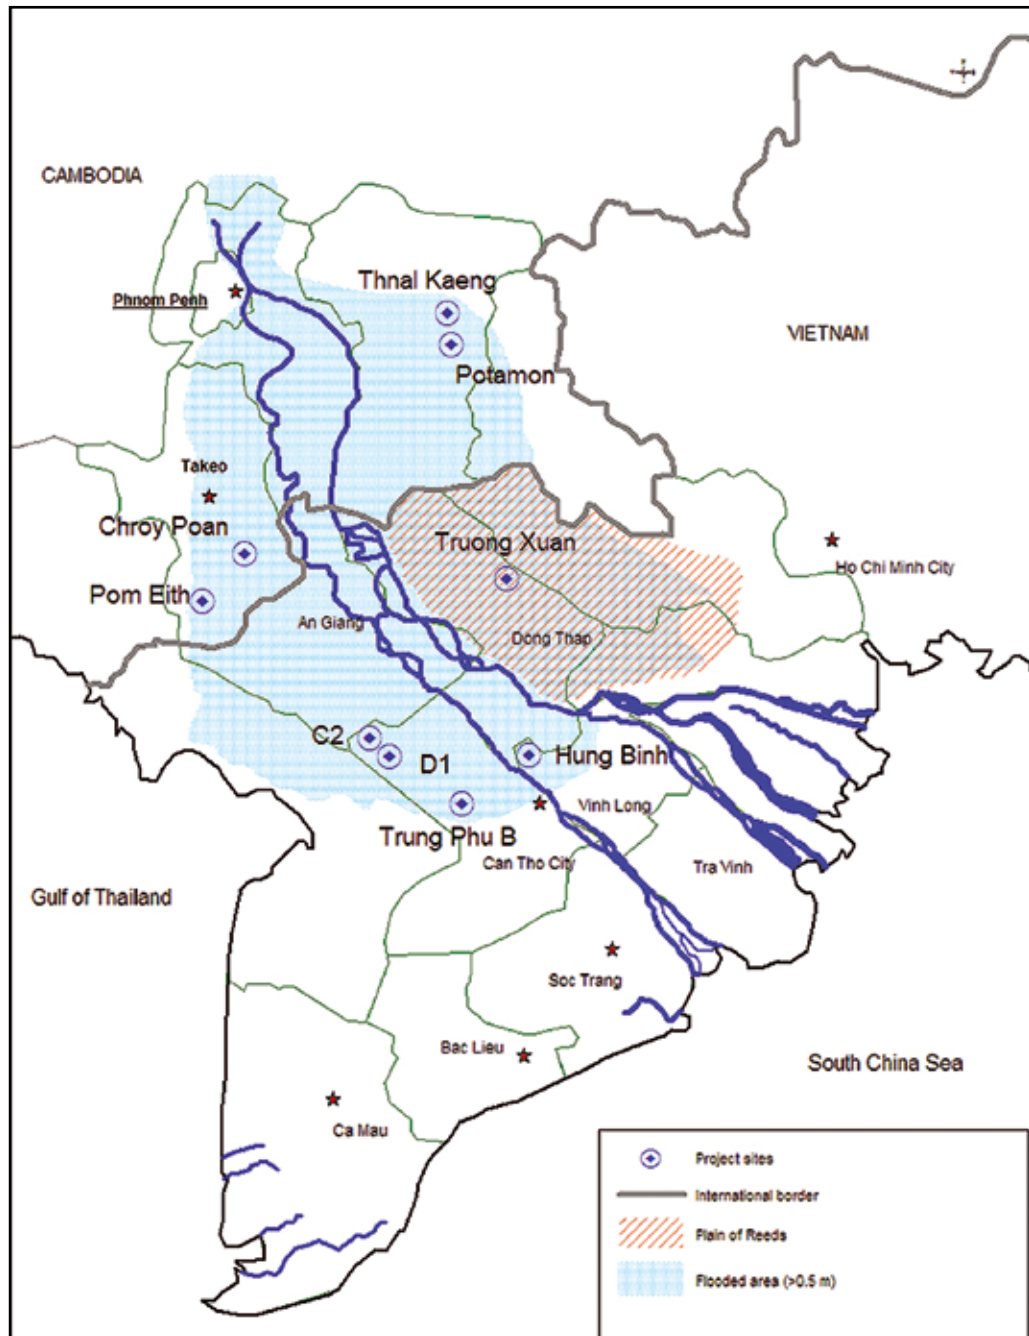 CAMBODIA
Thnal Kaeng
Phnom Penh
VIETNAM
Potamon
Takeo
Chroy Poan
Truong Xuan
Ho Chi Minh City
Pom Eith
An Giang
Dong Thap
C2
D1
Hung Binh
Vinh Long
Trung Phu B
Can Tho City
Tra Vinh
Gulf of Thailand
Soc Trang
Bac Lieu
South China Sea
Ca Mau
Project sites
International border
Plain of Reeds
Flooded area (>0.5 m)